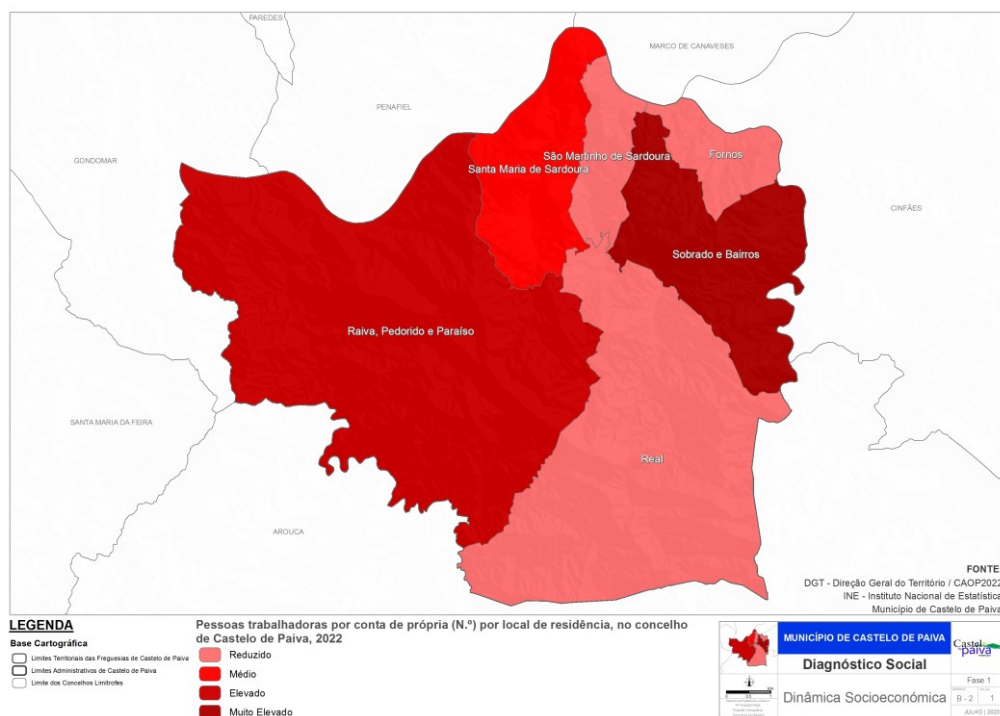 PAREDES
MARCO DE CANAVESES
PENAFIEL
GONDOMAR
São Martinho de Sardoura
Fornos
Santa Maria de Sardoura
CINFÃES
Sobrado e Bairros
Raiva, Pedorido e Paraíso
SANTA MARIA DA FEIRA
Real
AROUCA
FONTE
DGT - Direção Geral do Território / CAOP2022
INE - Instituto Nacional de Estatística
Município de Castelo de Paiva
LEGENDA
Base Cartográfica
Limites Territoriais das Freguesias de Castelo de Paiva
Limites Administrativos de Castelo de Paiva
Limite dos Concelhos Limítrofes
Pessoas trabalhadoras por conta de própria (N.º) por local de residência, no concelho
de Castelo de Paiva, 2022
Reduzido
Médio
Elevado
Muito Elevado
MUNICÍPIO DE CASTELO DE PAIVA
Diagnóstico Social
Dinâmica Socioeconómica
Castelo
paiva
Fase 1
B - 2
1
JULHO | 2023